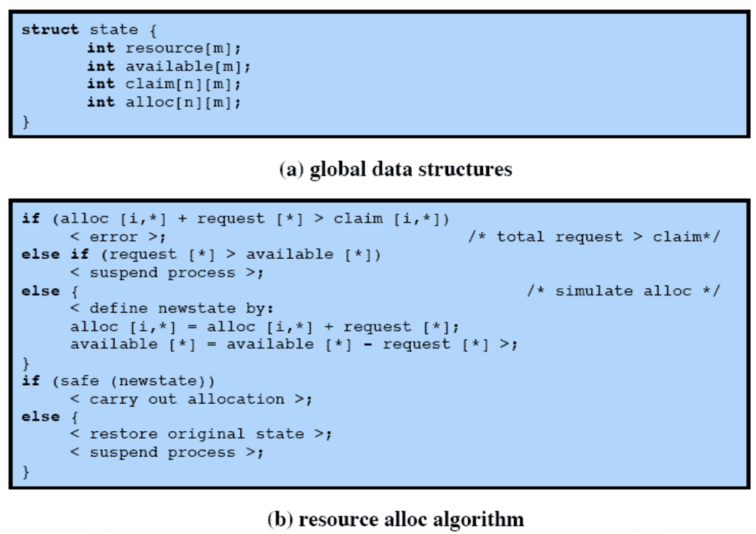 struct state {
int resource[m];
int available[m];
int claim[n][m];
int alloc[n][m];
}
(a) global data structures
if (alloc [i,*] + request [*] > claim [i,*])
< error >; /* total request > claim*/
else if (request [*] > available [*])
< suspend process >;
else { /* simulate alloc */
< define newstate by:
alloc [i,*] = alloc [i,*] + request [*];
available [*] = available [*] - request [*] >;
}
if (safe (newstate))
< carry out allocation >;
else {
< restore original state >;
< suspend process >;
}
(b) resource alloc algorithm